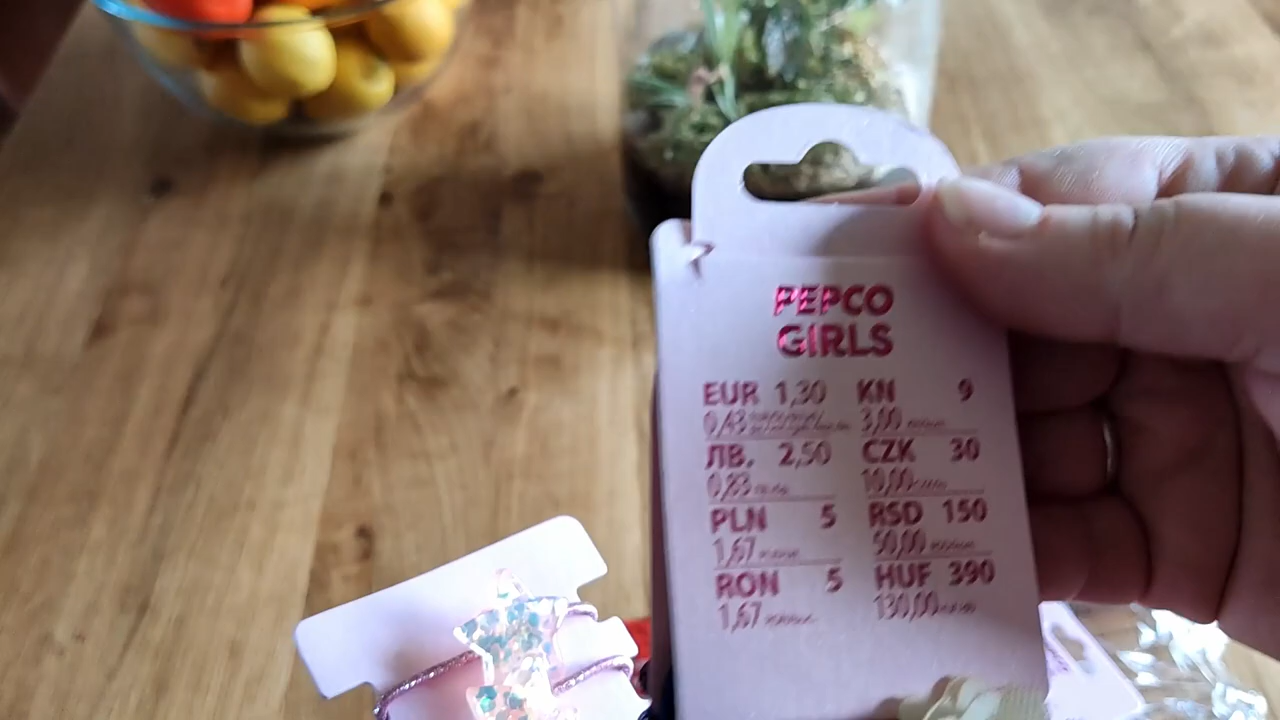 PEPCO
GIRLS
EUR 1,30 KN 9
0,43 3,00
ЛВ. 2,50 CZK 30
0,83 10,00
PLN 5 RSD 150
1,67 50,00
RON 5 HUF 390
1,67 130,00